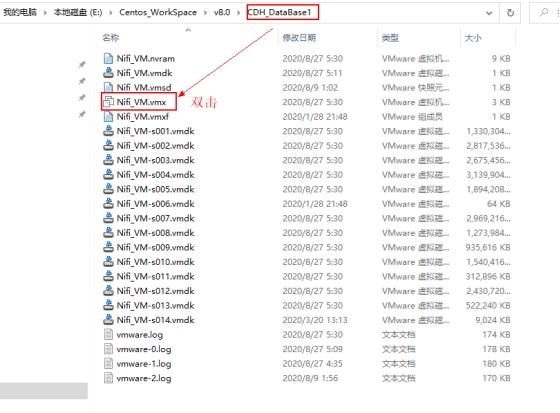 我的电脑 › 本地磁盘 (E:) › Centos_WorkSpace › v8.0 › CDH_DataBase1
名称 修改日期 类型 大小
Nifi_VM.nvram 2020/8/27 5:30 VMware 虚拟机... 9 KB
Nifi_VM.vmdk 2020/8/27 5:11 VMware 虚拟磁... 2 KB
Nifi_VM.vmsd 2020/8/9 1:02 VMware 快照元... 1 KB
Nifi_VM.vmx 2020/8/27 5:30 VMware 虚拟机... 3 KB
双击
Nifi_VM.vmxf 2020/1/28 21:48 VMware 组成员 1 KB
Nifi_VM-s001.vmdk 2020/8/27 5:30 VMware 虚拟磁... 1,330,304...
Nifi_VM-s002.vmdk 2020/8/27 5:30 VMware 虚拟磁... 2,817,536...
Nifi_VM-s003.vmdk 2020/8/27 5:30 VMware 虚拟磁... 2,675,456...
Nifi_VM-s004.vmdk 2020/8/27 5:30 VMware 虚拟磁... 3,139,904...
Nifi_VM-s005.vmdk 2020/8/27 5:30 VMware 虚拟磁... 1,894,208...
Nifi_VM-s006.vmdk 2020/1/28 21:48 VMware 虚拟磁... 64 KB
Nifi_VM-s007.vmdk 2020/8/27 5:30 VMware 虚拟磁... 2,969,216...
Nifi_VM-s008.vmdk 2020/8/27 5:30 VMware 虚拟磁... 1,273,984...
Nifi_VM-s009.vmdk 2020/8/27 5:30 VMware 虚拟磁... 935,616 KB
Nifi_VM-s010.vmdk 2020/8/27 5:30 VMware 虚拟磁... 1,540,416...
Nifi_VM-s011.vmdk 2020/8/27 5:30 VMware 虚拟磁... 312,896 KB
Nifi_VM-s012.vmdk 2020/8/27 5:30 VMware 虚拟磁... 2,430,720...
Nifi_VM-s013.vmdk 2020/8/27 5:30 VMware 虚拟磁... 522,240 KB
Nifi_VM-s014.vmdk 2020/3/20 13:13 VMware 虚拟磁... 9,024 KB
vmware.log 2020/8/27 5:30 文本文档 174 KB
vmware-0.log 2020/8/27 5:09 文本文档 178 KB
vmware-1.log 2020/8/27 4:35 文本文档 180 KB
vmware-2.log 2020/8/9 1:56 文本文档 242 KB